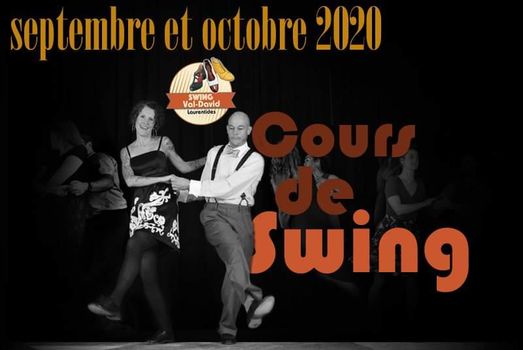 septembre et octobre 2020
SWING
Val-David
Laurentides
Cours
de
Swing